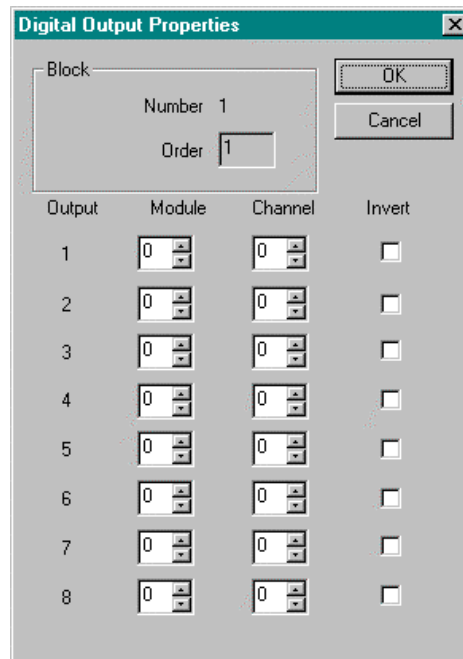 Digital Output Properties
Block
Number 1
Order 1
OK
Cancel
Output Module Channel Invert
1 0 0
2 0 0
3 0 0
4 0 0
5 0 0
6 0 0
7 0 0
8 0 0